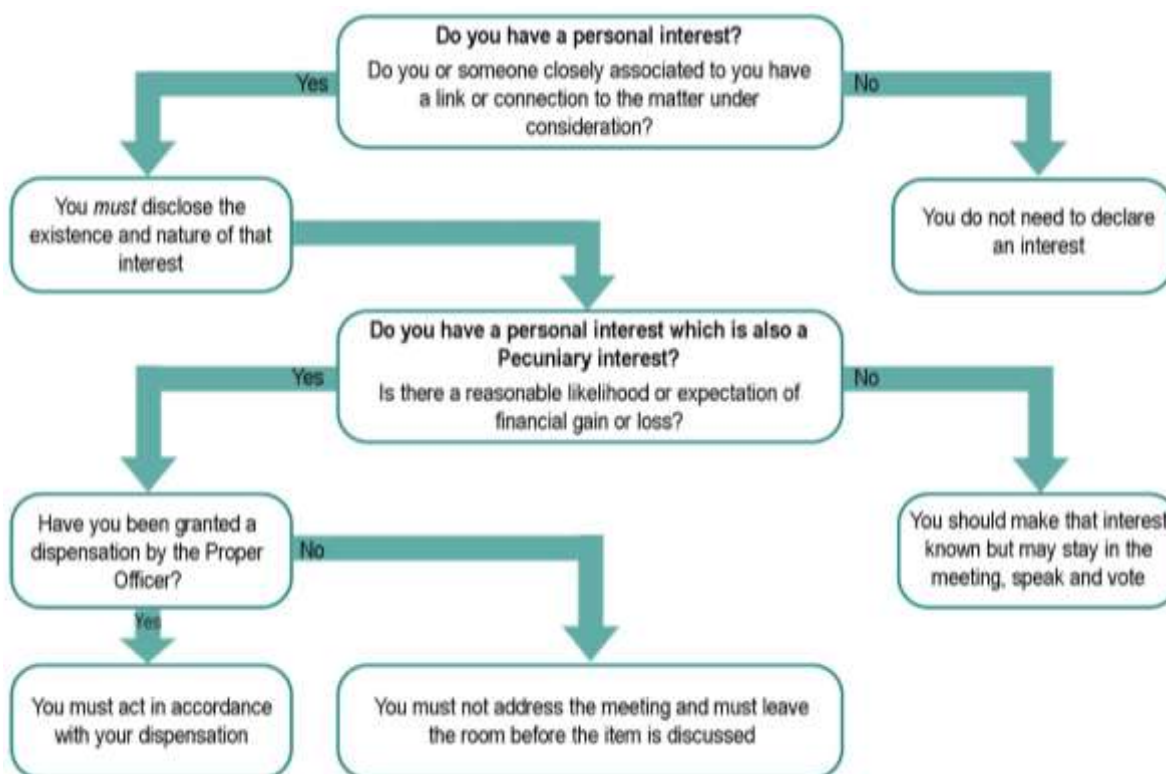 Do you have a personal interest?
Do you or someone closely associated to you have
a link or connection to the matter under
consideration?
Yes
No
You must disclose the
existence and nature of that
interest
You do not need to declare
an interest
Do you have a personal interest which is also a
Pecuniary interest?
Is there a reasonable likelihood or expectation of
financial gain or loss?
Yes
No
Have you been granted a
dispensation by the Proper
Officer?
No
You should make that interest
known but may stay in the
meeting, speak and vote
Yes
You must act in accordance
with your dispensation
You must not address the meeting and must leave
the room before the item is discussed